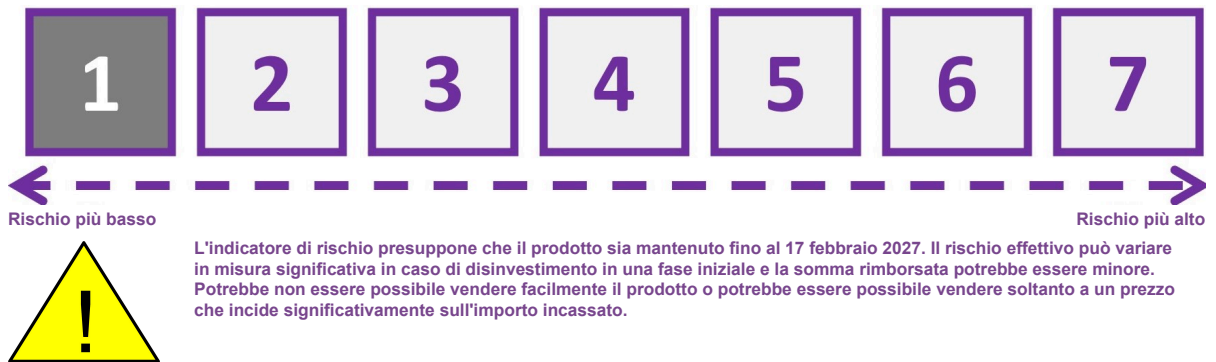 1 2 3 4 5 6 7
Rischio più basso Rischio più alto
L'indicatore di rischio presuppone che il prodotto sia mantenuto fino al 17 febbraio 2027. Il rischio effettivo può variare
in misura significativa in caso di disinvestimento in una fase iniziale e la somma rimborsata potrebbe essere minore.
Potrebbe non essere possibile vendere facilmente il prodotto o potrebbe essere possibile vendere soltanto a un prezzo
che incide significativamente sull'importo incassato.
!